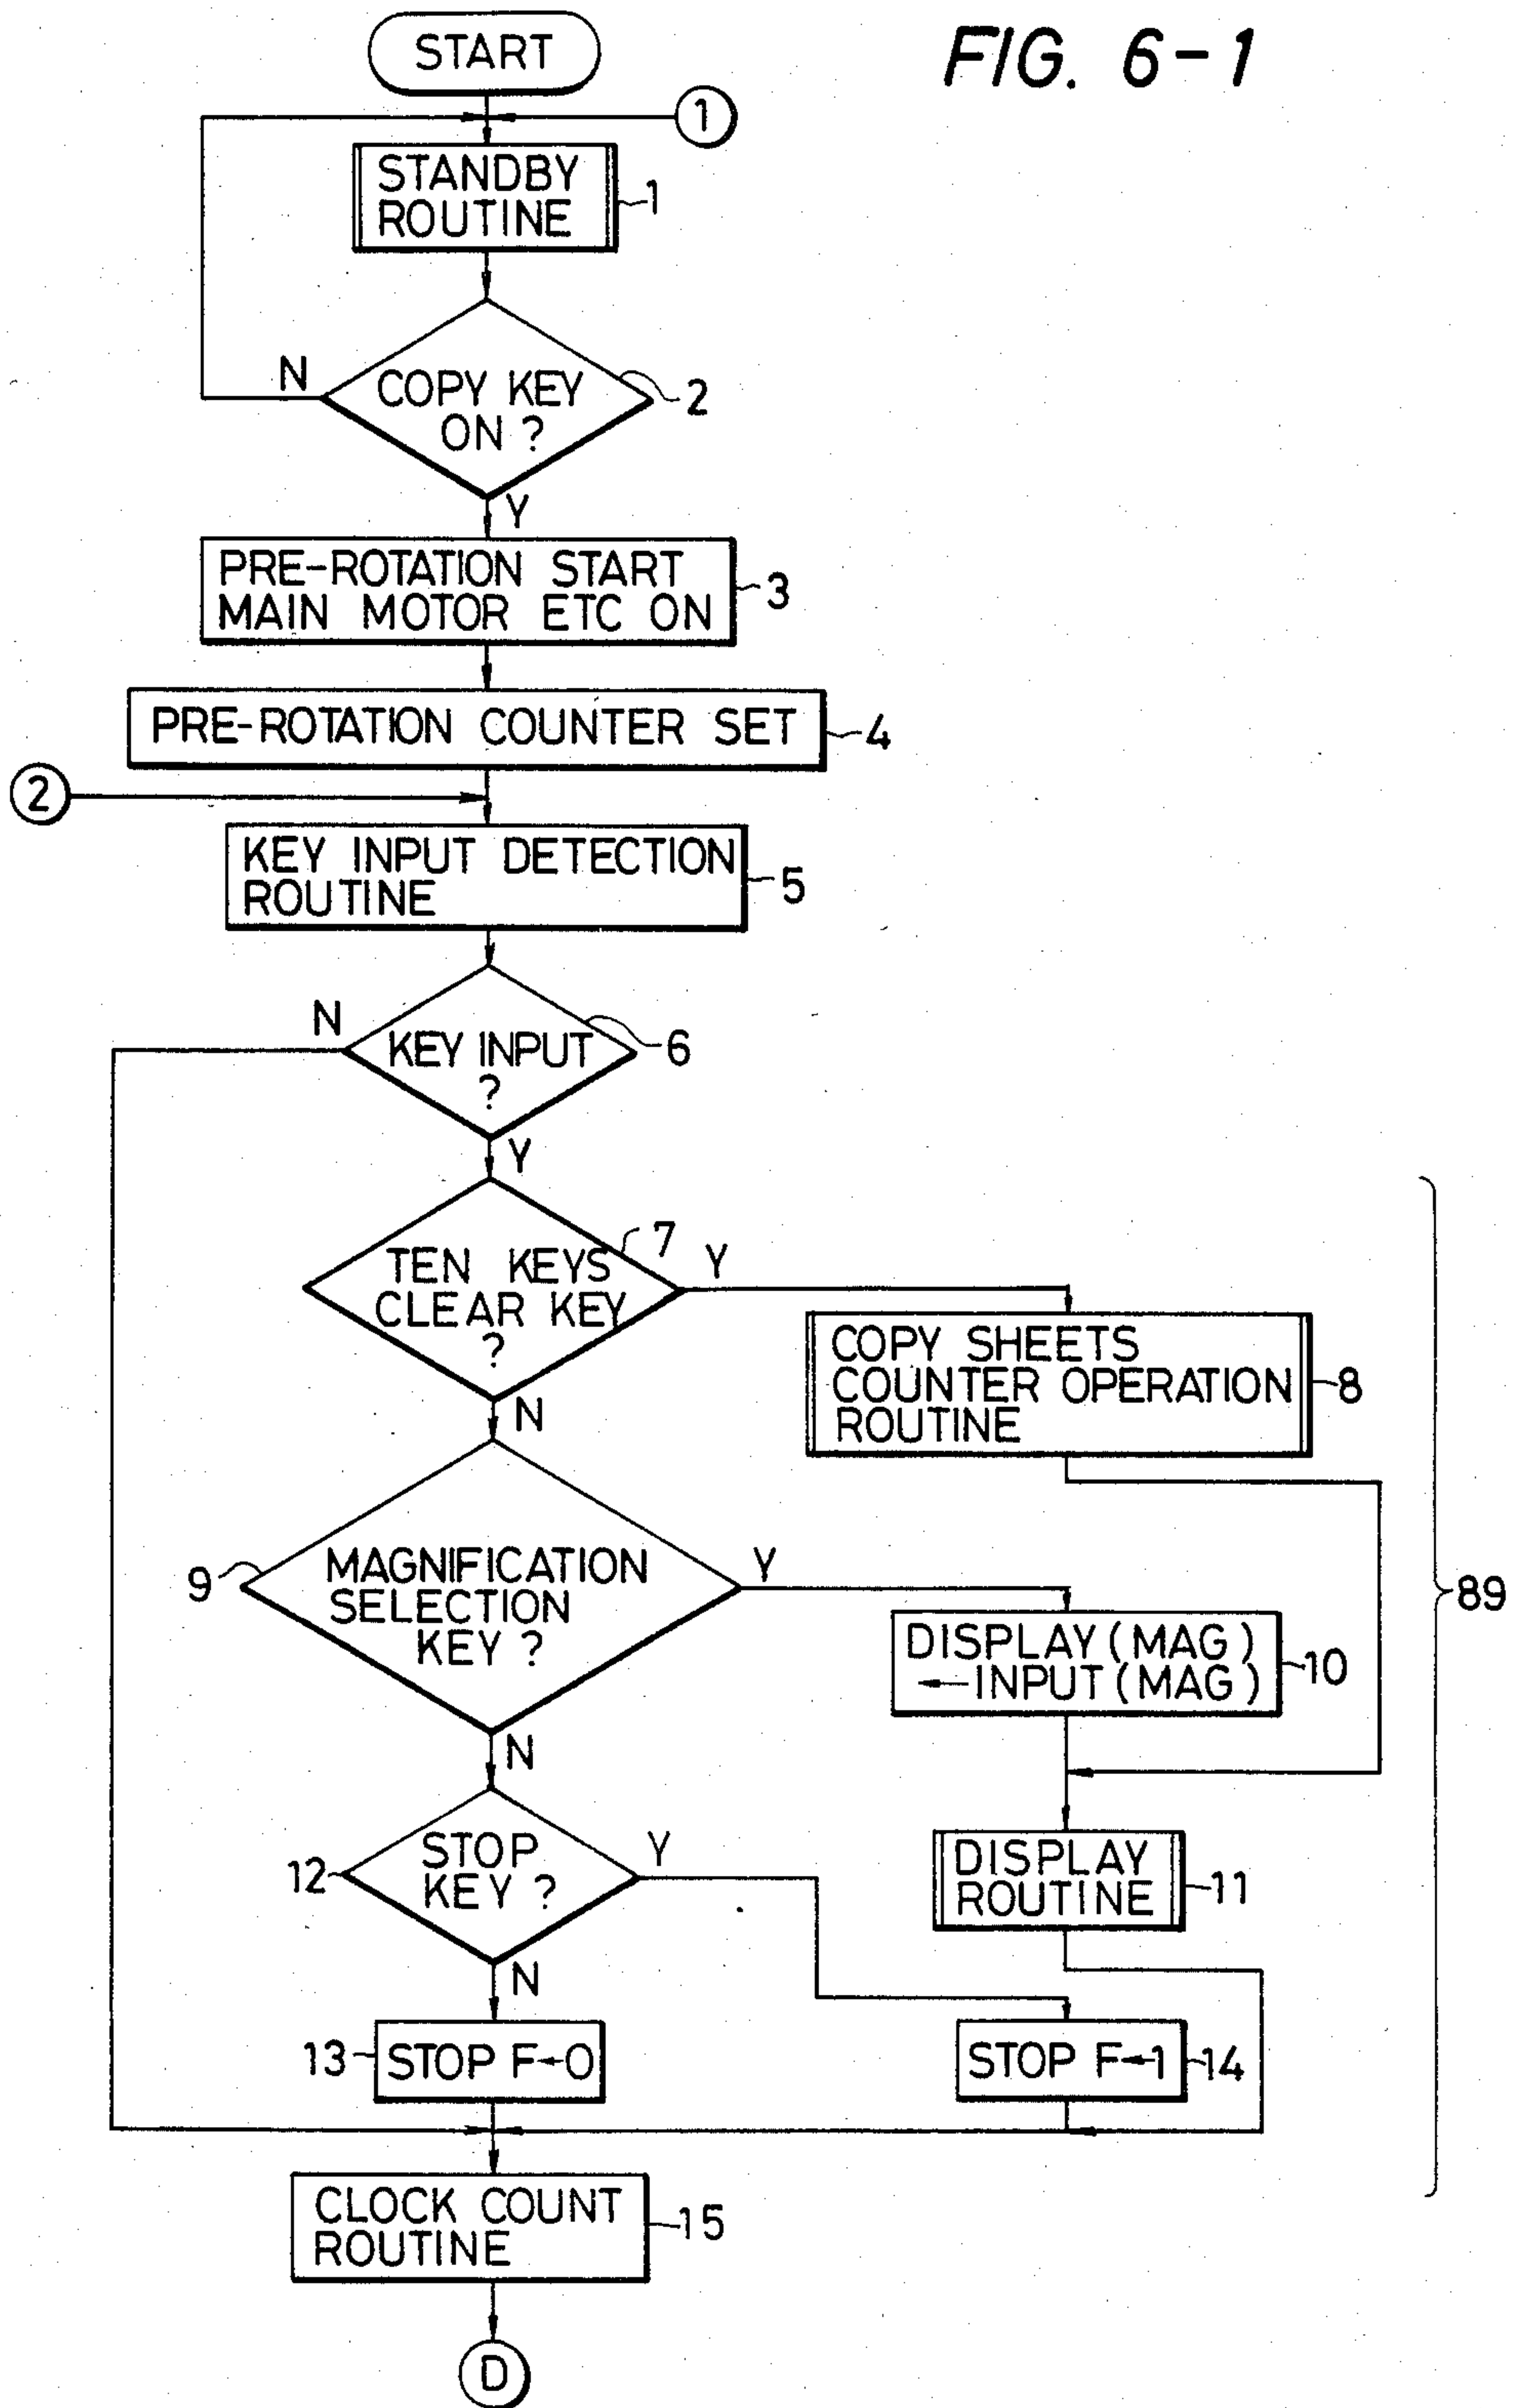 FIG. 6-1
START
1
STANDBY
ROUTINE
1
N
COPY KEY
ON ?
2
Y
PRE-ROTATION START
MAIN MOTOR ETC ON
3
PRE-ROTATION COUNTER SET
4
2
KEY INPUT DETECTION
ROUTINE
5
N
KEY INPUT
?
6
Y
TEN KEYS
CLEAR KEY
?
7
Y
COPY SHEETS
COUNTER OPERATION
ROUTINE
8
N
9
MAGNIFICATION
SELECTION
KEY ?
Y
DISPLAY (MAG)
←INPUT (MAG)
10
89
N
12
STOP
KEY ?
Y
DISPLAY
ROUTINE
11
N
13
STOP F←0
STOP F←1
14
CLOCK COUNT
ROUTINE
15
D